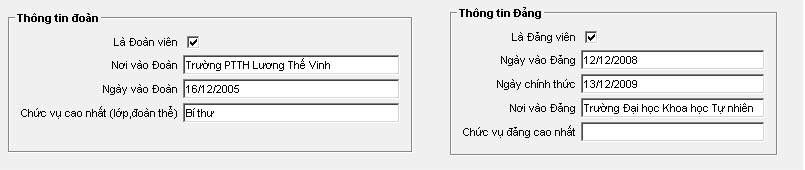 Thông tin đoàn
Là Đoàn viên
Nơi vào Đoàn Trường PTTH Lương Thế Vinh
Ngày vào Đoàn 16/12/2005
Chức vụ cao nhất (lớp,đoàn thể) Bí thư
Thông tin Đảng
Là Đảng viên
Ngày vào Đảng 12/12/2008
Ngày chính thức 13/12/2009
Nơi vào Đảng Trường Đại học Khoa học Tự nhiên
Chức vụ đảng cao nhất